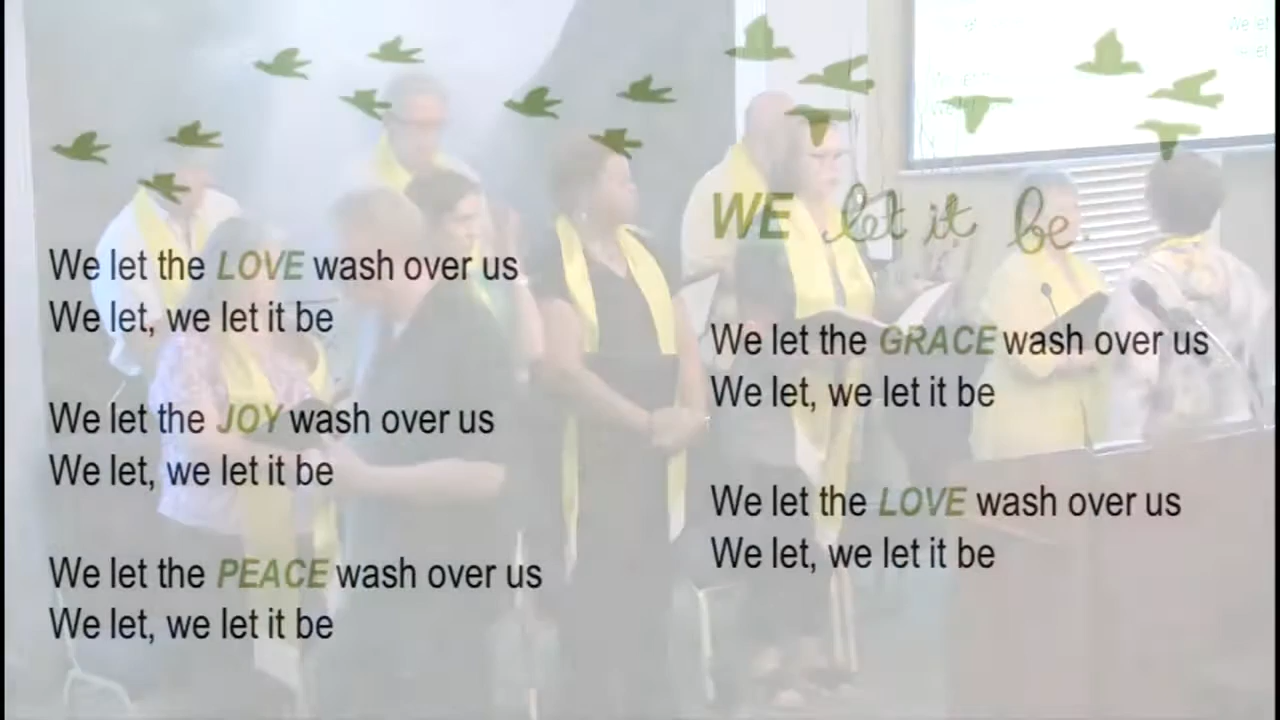 We let the LOVE wash over us
We let, we let it be
We let the JOY wash over us
We let, we let it be
We let the PEACE wash over us
We let, we let it be
WE let it be.
We let the GRACE wash over us
We let, we let it be
We let the LOVE wash over us
We let, we let it be